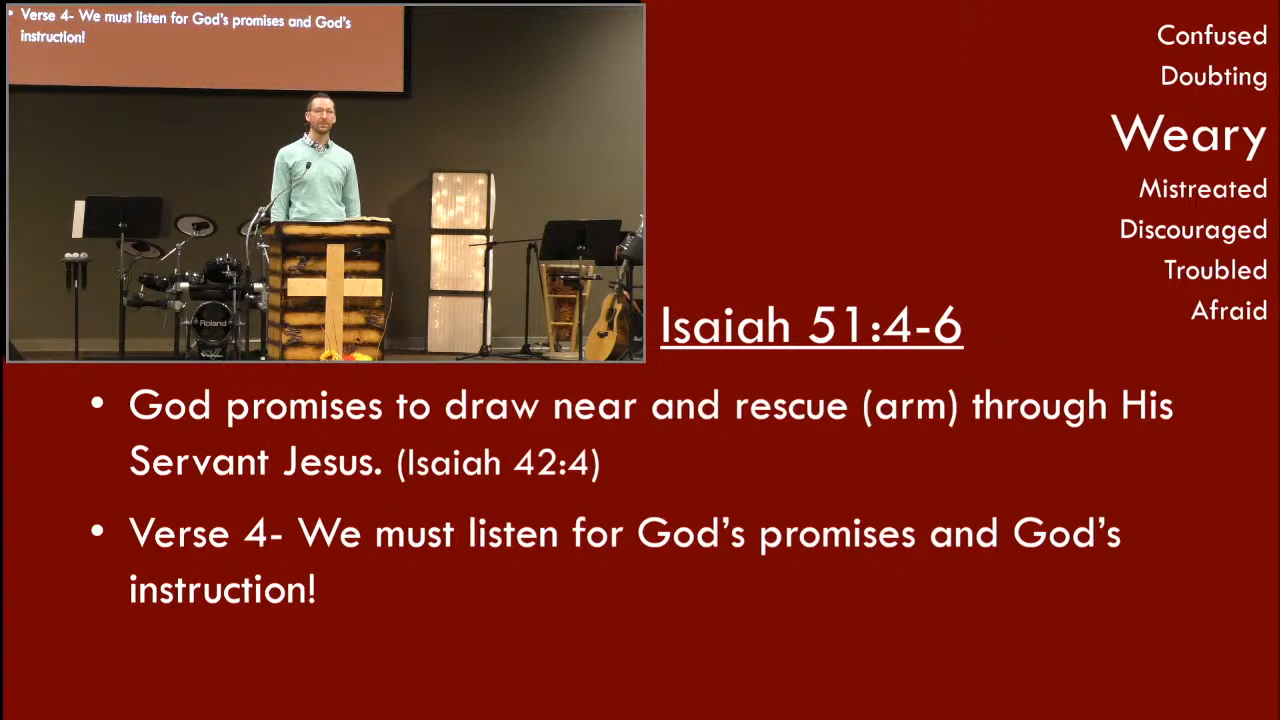 • Verse 4- We must listen for God's promises and God's
instruction!
Roland
Confused
Doubting
Weary
Mistreated
Discouraged
Troubled
Afraid
Isaiah 51:4-6
• God promises to draw near and rescue (arm) through His
Servant Jesus. (Isaiah 42:4)
• Verse 4- We must listen for God's promises and God's
instruction!